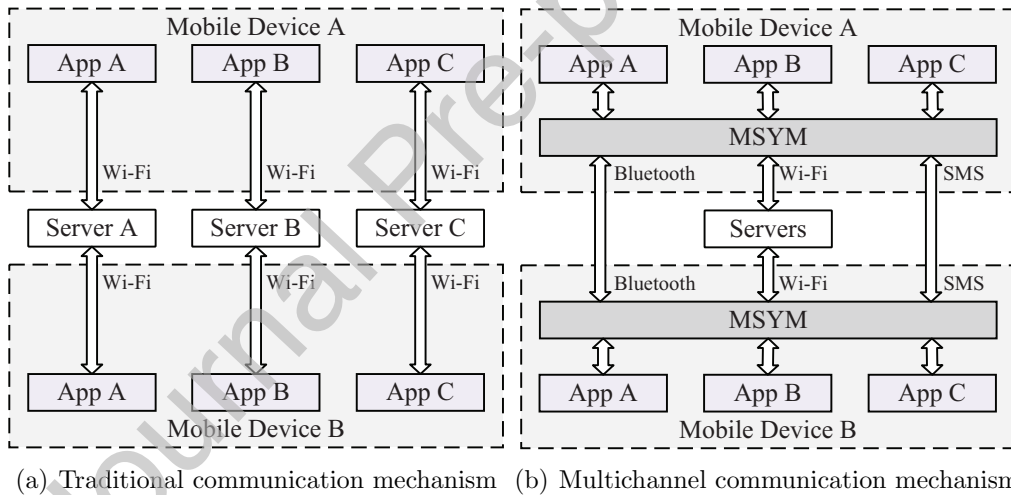 Mobile Device A
App A App B App C
Wi-Fi Wi-Fi Wi-Fi
Server A Server B Server C
Wi-Fi Wi-Fi Wi-Fi
App A App B App C
Mobile Device B
(a) Traditional communication mechanism
Mobile Device A
App A App B App C
MSYM
Bluetooth Wi-Fi SMS
Servers
Bluetooth Wi-Fi SMS
MSYM
App A App B App C
Mobile Device B
(b) Multichannel communication mechanism
Journal Pre-p